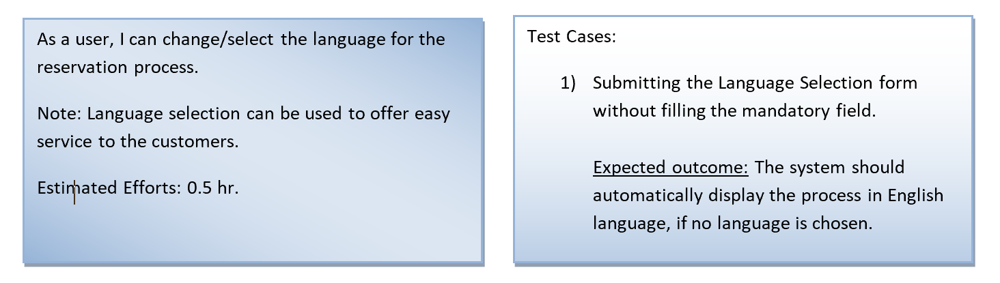 As a user, I can change/select the language for the
reservation process.
Note: Language selection can be used to offer easy
service to the customers.
Estimated Efforts: 0.5 hr.
Test Cases:
1) Submitting the Language Selection form
without filling the mandatory field.
Expected outcome: The system should
automatically display the process in English
language, if no language is chosen.